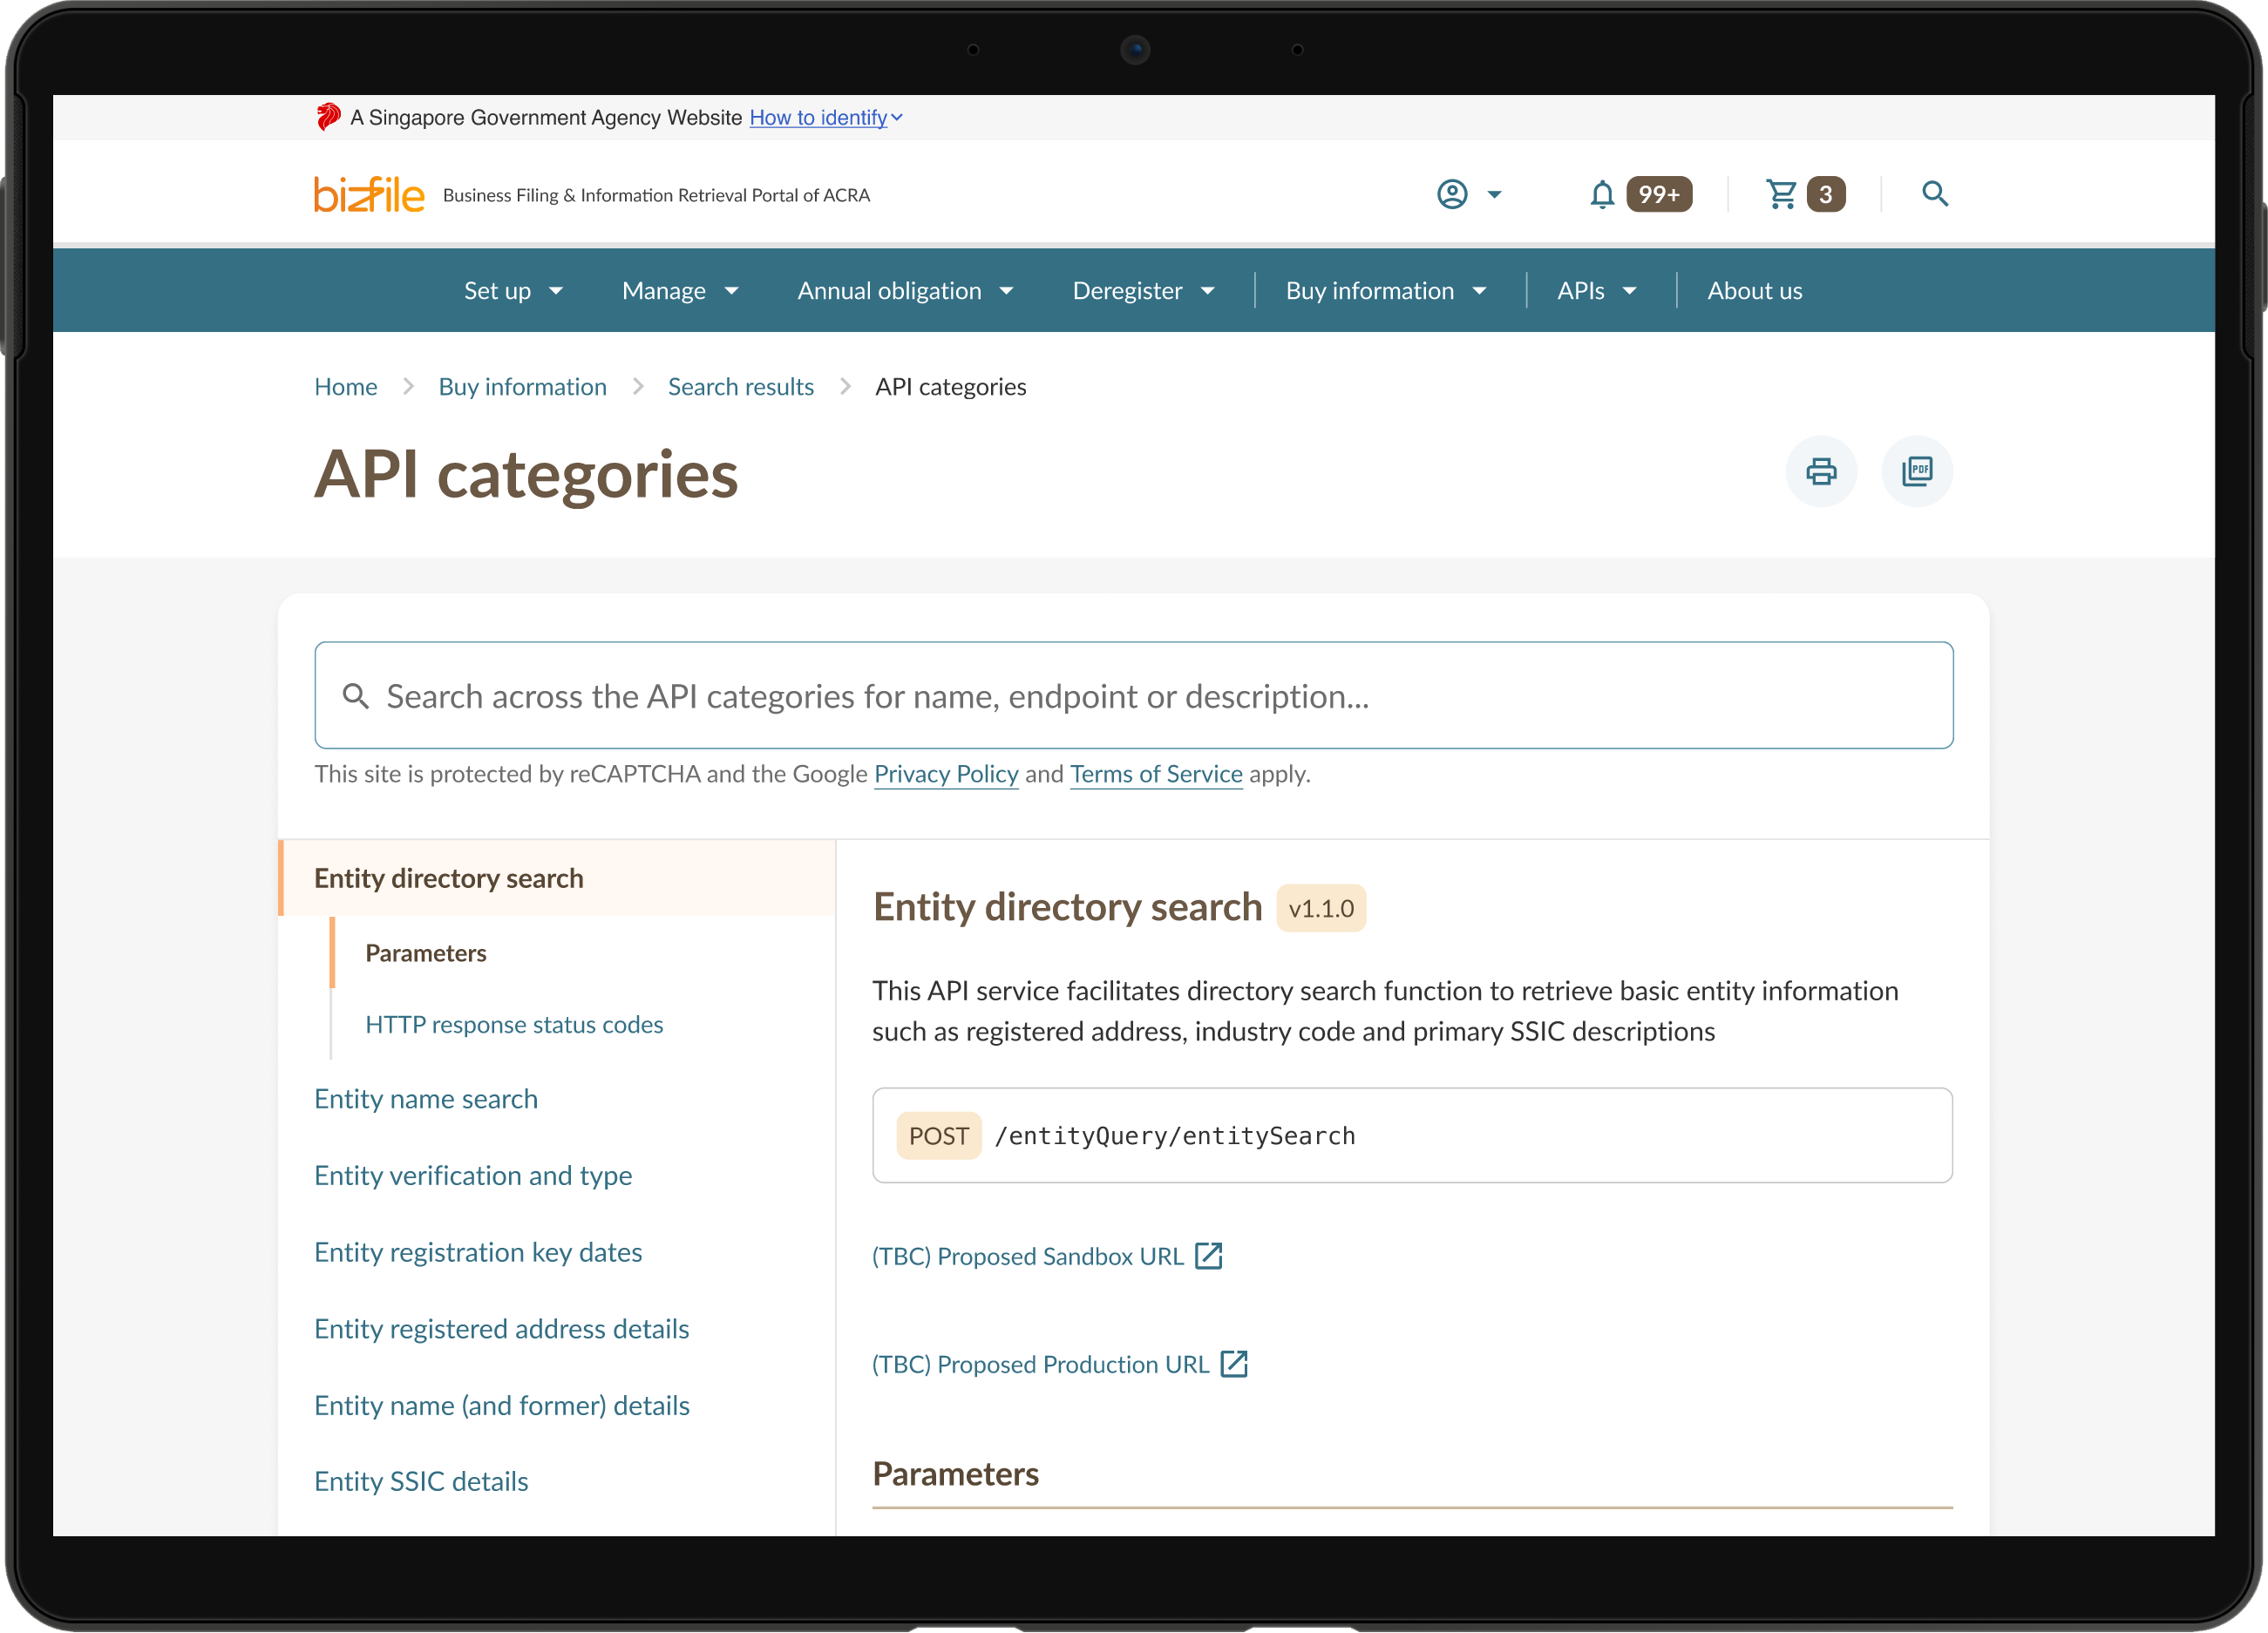 A Singapore Government Agency Website How to identify
bizfile Business Filing & Information Retrieval Portal of ACRA
99+
3
Set up
Manage
Annual obligation
Deregister
Buy information
APIs
About us
Home
Buy information
Search results
API categories
API categories
PDF
Search across the API categories for name, endpoint or description...
This site is protected by reCAPTCHA and the Google Privacy Policy and Terms of Service apply.
Entity directory search
Parameters
HTTP response status codes
Entity name search
Entity verification and type
Entity registration key dates
Entity registered address details
Entity name (and former) details
Entity SSIC details
Entity directory search v1.1.0
This API service facilitates directory search function to retrieve basic entity information
such as registered address, industry code and primary SSIC descriptions
POST /entityQuery/entitySearch
(TBC) Proposed Sandbox URL
(TBC) Proposed Production URL
Parameters